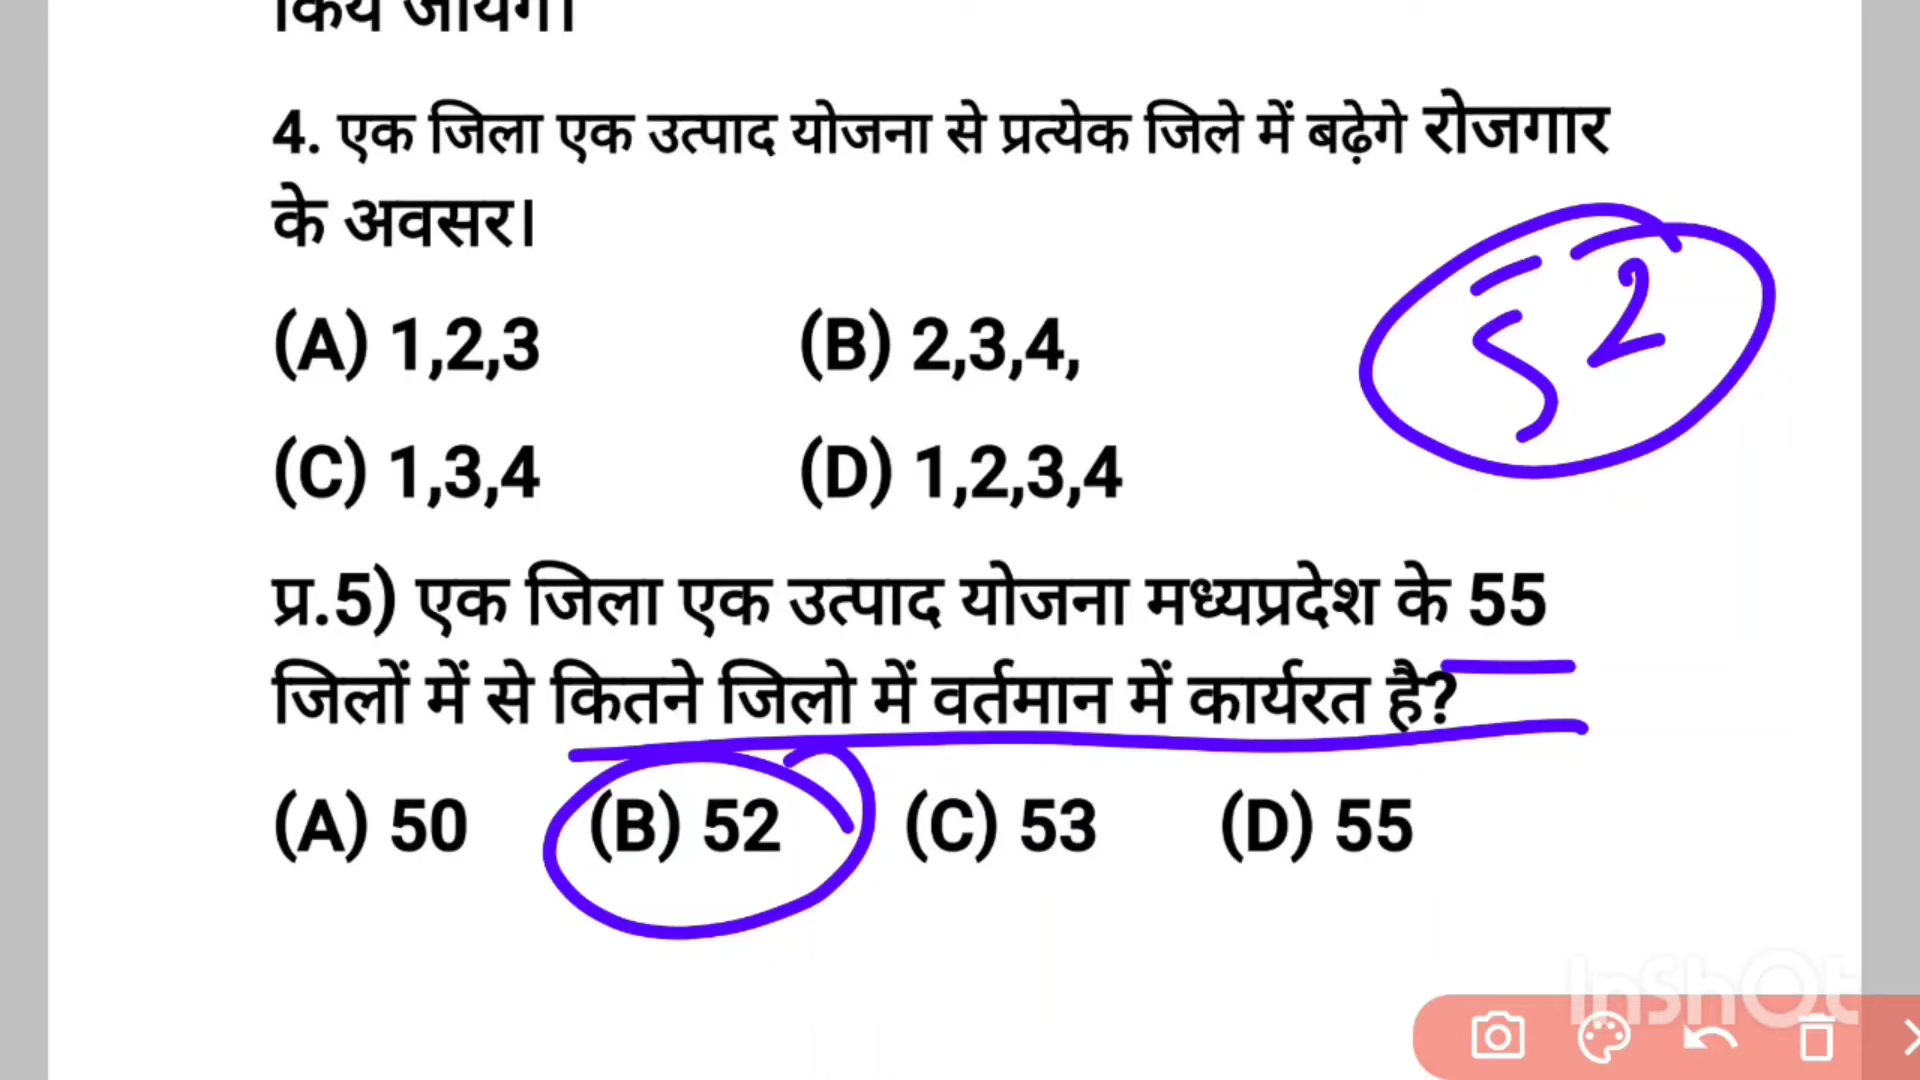 किये जायेंगे।
4. एक जिला एक उत्पाद योजना से प्रत्येक जिले में बढ़ेगे रोजगार
के अवसर।
52
(A) 1,2,3 (B) 2,3,4,
(C) 1,3,4 (D) 1,2,3,4
प्र.5) एक जिला एक उत्पाद योजना मध्यप्रदेश के 55
जिलों में से कितने जिलो में वर्तमान में कार्यरत है?
(A) 50 (B) 52 (C) 53 (D) 55
InShOt